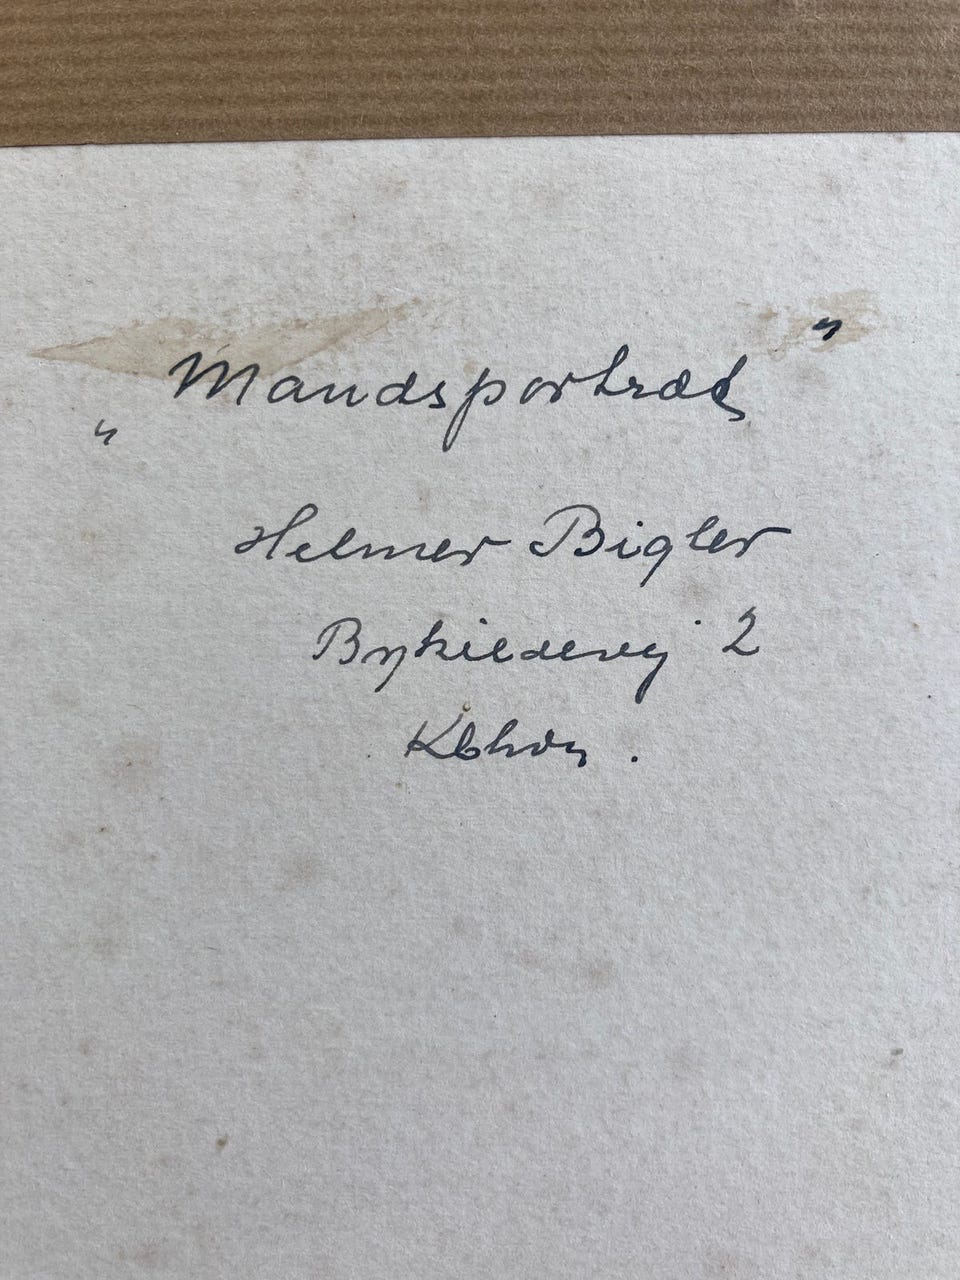 „Mandsportræt"
Helmer Bigler
Bykildevej 2
Kbhvn.